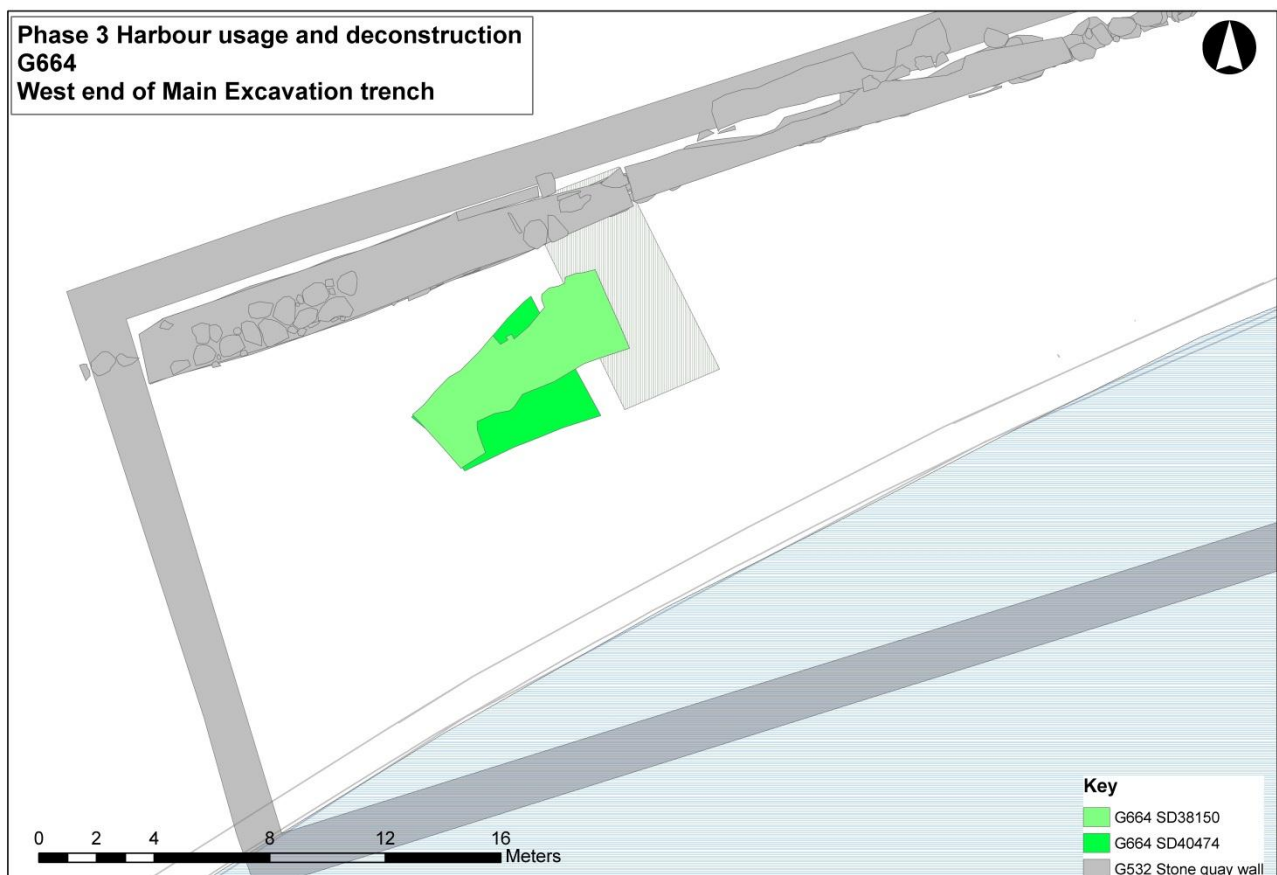 Phase 3 Harbour usage and deconstruction
G664
West end of Main Excavation trench
0 2 4 8 12 16
Meters
Key
G664 SD38150
G664 SD40474
G532 Stone quay wall